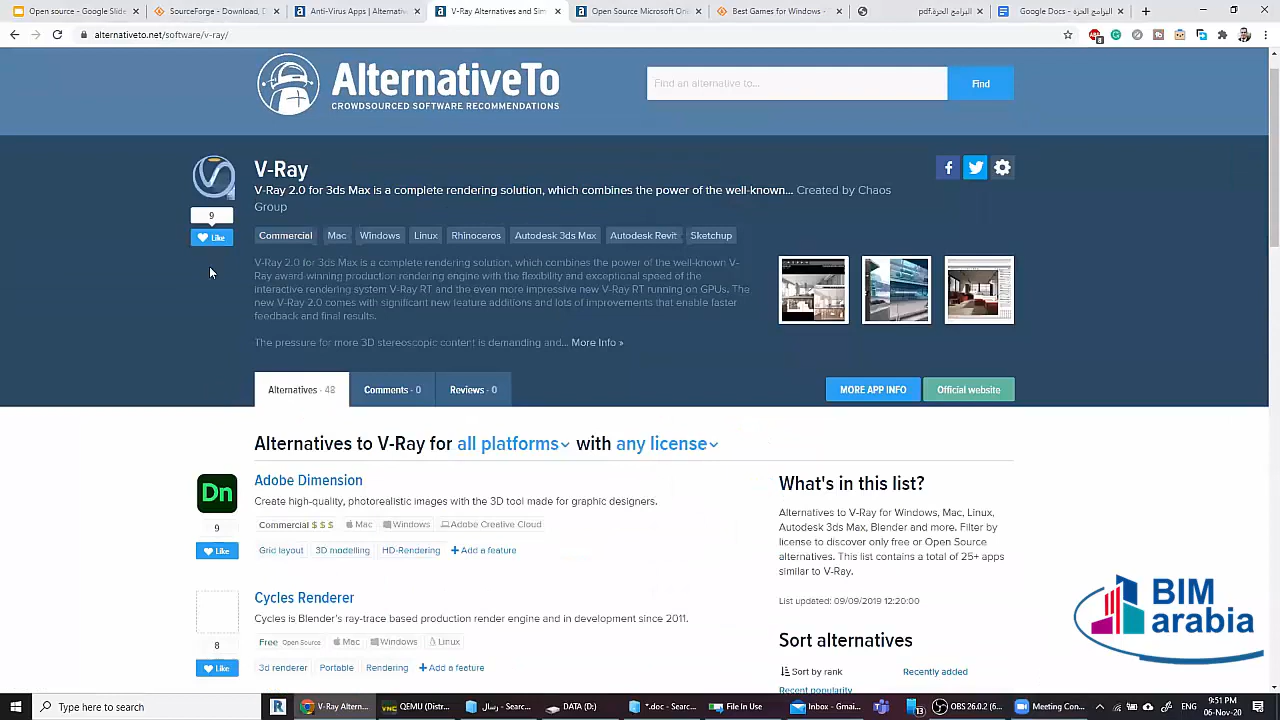 Open source - Google Slide
SourceForge - Download, D
Anti-Virus Apps | Alternative
V-Ray Alternatives and Sim
Open Source Microsoft On
Best Games for Windows -
البرامج الحرة.pdf
البرامج الحرة - Google Docs
alternativeto.net/software/v-ray/
AlternativeTo
CROWDSOURCED SOFTWARE RECOMMENDATIONS
Find an alternative to...
Find
V-Ray
V-Ray 2.0 for 3ds Max is a complete rendering solution, which combines the power of the well-known... Created by Chaos
Group
9
Like
Commercial Mac Windows Linux Rhinoceros Autodesk 3ds Max Autodesk Revit Sketchup
V-Ray 2.0 for 3ds Max is a complete rendering solution, which combines the power of the well-known V-
Ray award-winning production rendering engine with the flexibility and exceptional speed of the
interactive rendering system V-Ray RT and the even more impressive new V-Ray RT running on GPUs. The
new V-Ray 2.0 comes with significant new feature additions and lots of improvements that enable faster
feedback and final results.
The pressure for more 3D stereoscopic content is demanding and... More Info »
Alternatives - 48
Comments - 0
Reviews - 0
MORE APP INFO
Official website
Alternatives to V-Ray for all platforms with any license
Dn
Adobe Dimension
Create high-quality, photorealistic images with the 3D tool made for graphic designers.
9
Commercial $ $ $ Mac Windows Adobe Creative Cloud
Like
Grid layout 3D modelling HD-Rendering + Add a feature
Cycles Renderer
Cycles is Blender's ray-trace based production render engine and in development since 2011.
8
Free Open Source Mac Windows Linux
Like
3d renderer Portable Rendering + Add a feature
What's in this list?
Alternatives to V-Ray for Windows, Mac, Linux,
Autodesk 3ds Max, Blender and more. Filter by
license to discover only free or Open Source
alternatives. This list contains a total of 25+ apps
similar to V-Ray.
List updated: 09/09/2019 12:20:00
Sort alternatives
Sort by rank
Recently added
Recent popularity
BIM
arabia
Type here to search
R
V-Ray Altern...
QEMU (Distr...
رسايل - Searc...
DATA (D:)
*.doc - Searc...
File In Use
Inbox - Gmai...
OBS 26.0.2 (6...
Meeting Con...
9:51 PM
06-Nov-20